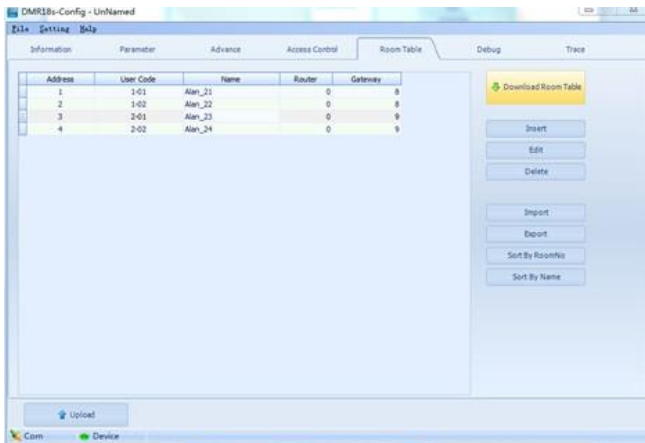 DMR18s-Config - UnNamed
File Setting Help
Information Parameter Advance Access Control Room Table Debug Trace
Address User Code Name Router Gateway
1 1-01 Alan_21 0 8
2 1-02 Alan_22 0 8
3 2-01 Alan_23 0 9
4 2-02 Alan_24 0 9
Download Room Table
Insert
Edit
Delete
Import
Export
Sort By RoomNo
Sort By Name
Upload
Com Device